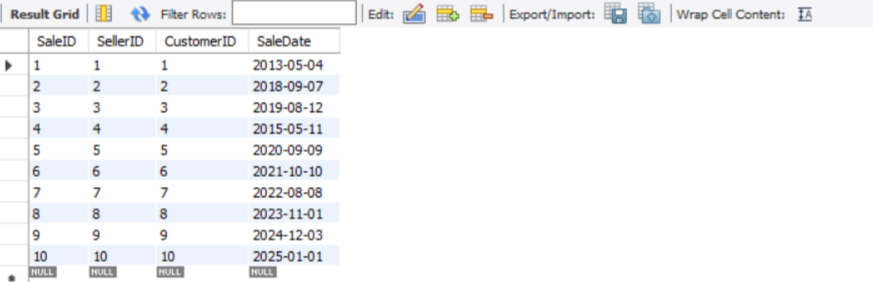 Result Grid Filter Rows: Edit: Export/Import: Wrap Cell Content: IA
SaleID SellerID CustomerID SaleDate
1 1 1 2013-05-04
2 2 2 2018-09-07
3 3 3 2019-08-12
4 4 4 2015-05-11
5 5 5 2020-09-09
6 6 6 2021-10-10
7 7 7 2022-08-08
8 8 8 2023-11-01
9 9 9 2024-12-03
10 10 10 2025-01-01
NULL NULL NULL NULL